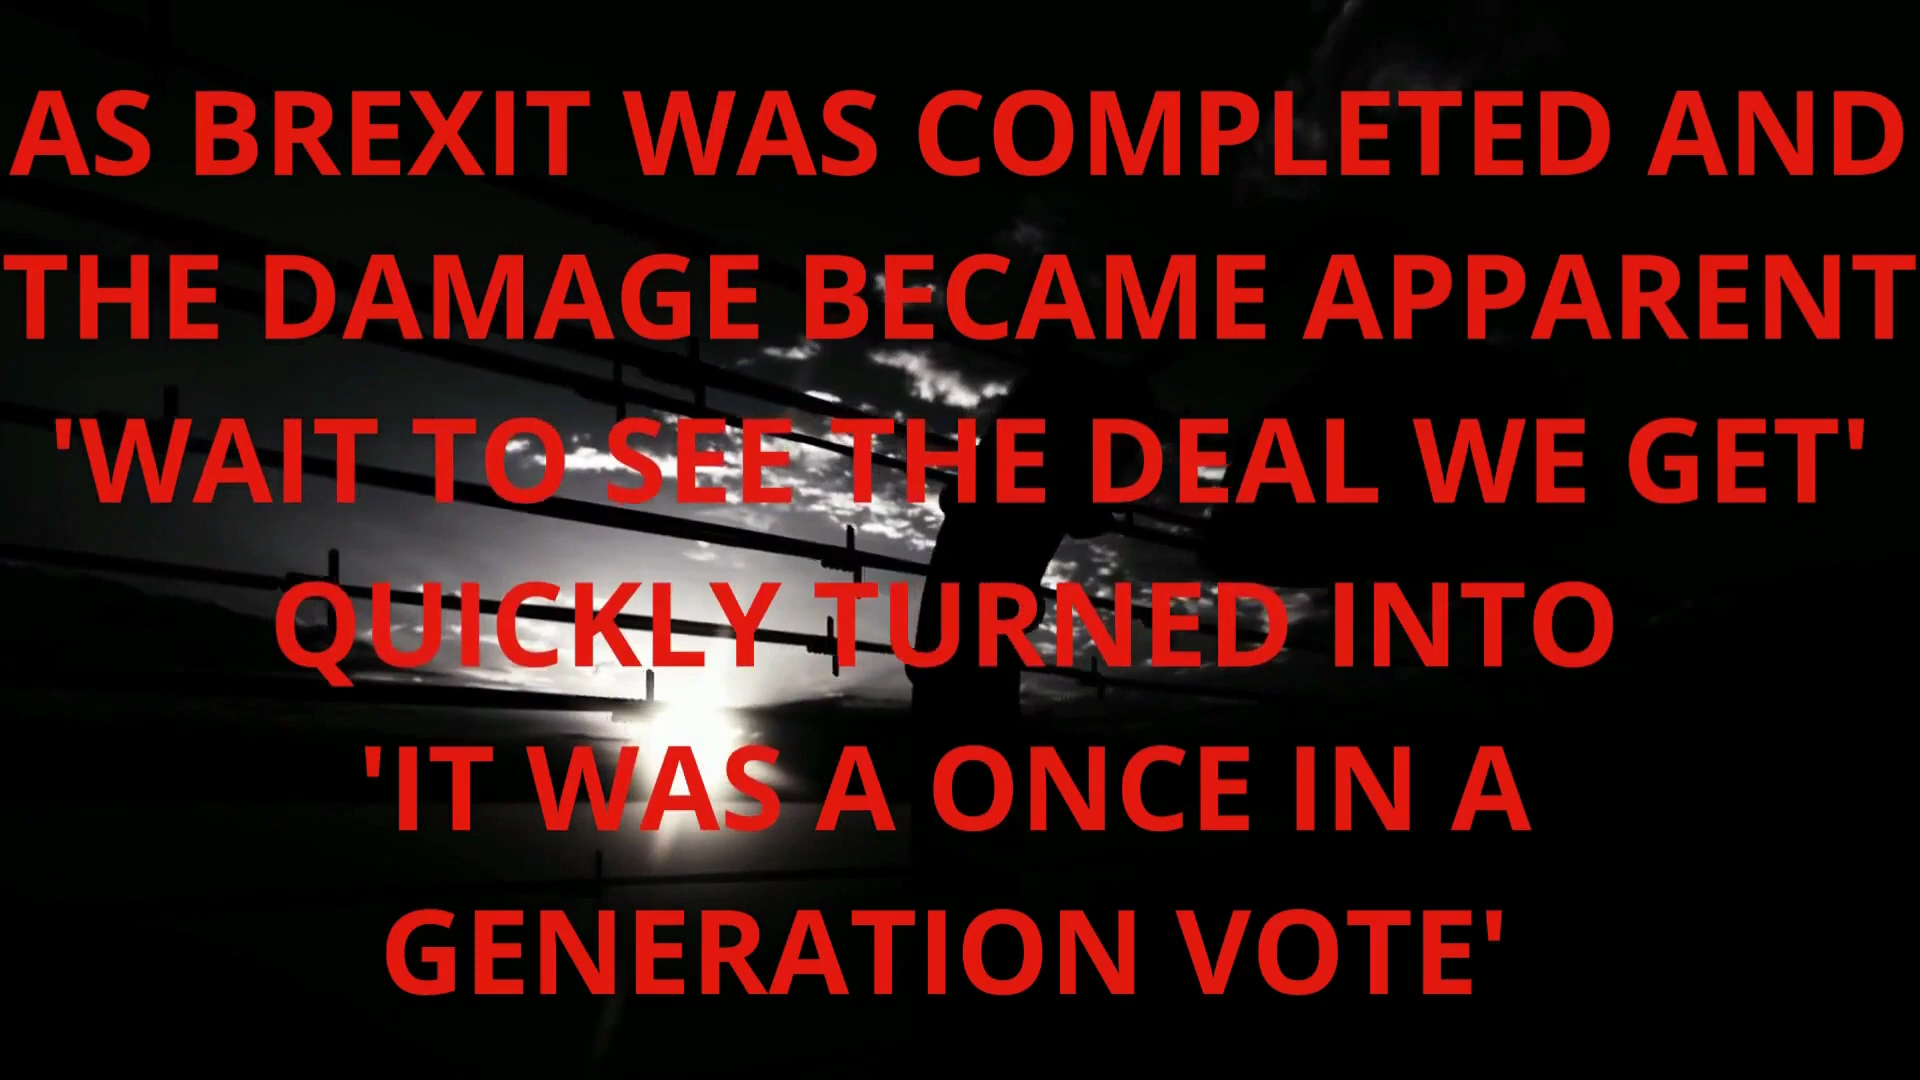 AS BREXIT WAS COMPLETED AND
THE DAMAGE BECAME APPARENT
'WAIT TO SEE THE DEAL WE GET'
QUICKLY TURNED INTO
'IT WAS A ONCE IN A
GENERATION VOTE'